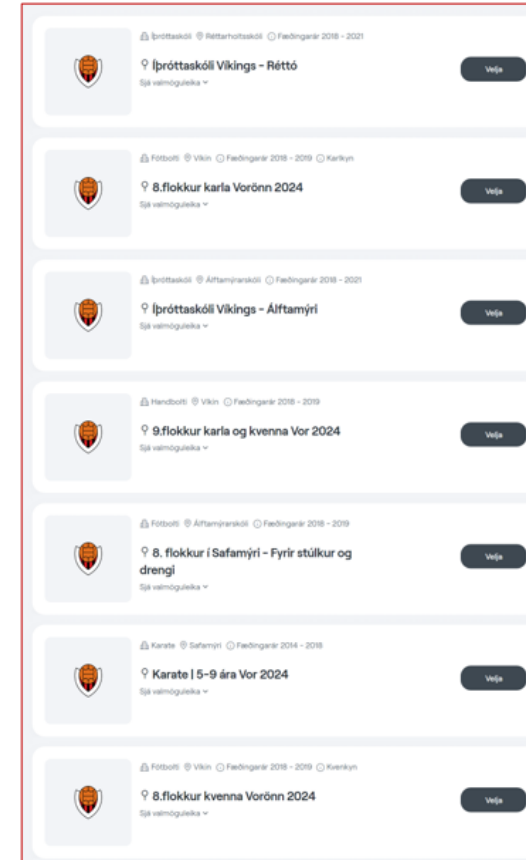 Íþróttaskóli Réttarholtsskóli Fæðingarár 2018 - 2021
Íþróttaskóli Víkings - Réttó
Sjá valmöguleika
Velja
Fótbolti Víkin Fæðingarár 2018 - 2019 Karlkyn
8.flokkur karla Vorönn 2024
Sjá valmöguleika
Velja
Íþróttaskóli Álftamýrarskóli Fæðingarár 2018 - 2021
Íþróttaskóli Víkings - Álftamýri
Sjá valmöguleika
Velja
Handbolti Víkin Fæðingarár 2018 - 2019
9.flokkur karla og kvenna Vor 2024
Sjá valmöguleika
Velja
Fótbolti Álftamýrarskóli Fæðingarár 2018 - 2019
8. flokkur í Safamýri - Fyrir stúlkur og
drengi
Sjá valmöguleika
Velja
Karate Safamýri Fæðingarár 2014 - 2018
Karate | 5-9 ára Vor 2024
Sjá valmöguleika
Velja
Fótbolti Víkin Fæðingarár 2018 - 2019 Kvenkyn
8.flokkur kvenna Vorönn 2024
Sjá valmöguleika
Velja